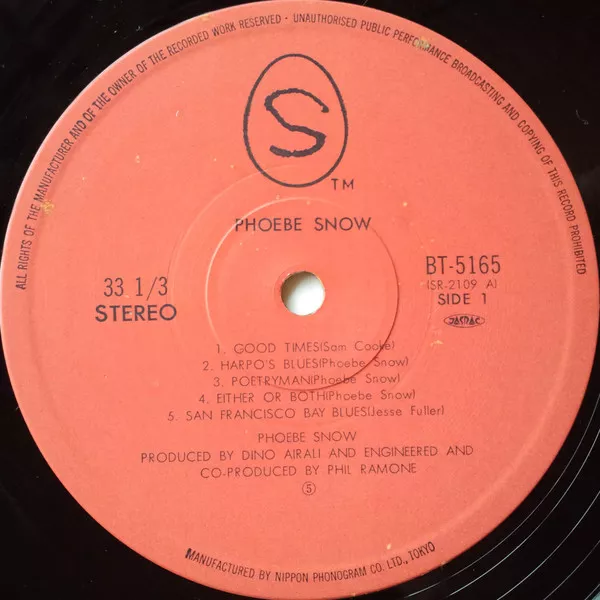 ALL RIGHTS OF THE MANUFACTURER AND OF THE OWNER OF THE RECORDED WORK RESERVED - UNAUTHORISED PUBLIC PERFORMANCE BROADCASTING AND COPYING OF THIS RECORD PROHIBITED
S
TM
PHOEBE SNOW
33 1/3
STEREO
BT-5165
(SR-2109 A)
SIDE 1
JASRAC
1. GOOD TIMES(Sam Cooke)
2. HARPO'S BLUES(Phoebe Snow)
3. POETRYMAN(Phoebe Snow)
4. EITHER OR BOTH(Phoebe Snow)
5. SAN FRANCISCO BAY BLUES(Jesse Fuller)
PHOEBE SNOW
PRODUCED BY DINO AIRALI AND ENGINEERED AND
CO-PRODUCED BY PHIL RAMONE
5
MANUFACTURED BY NIPPON PHONOGRAM CO. LTD., TOKYO